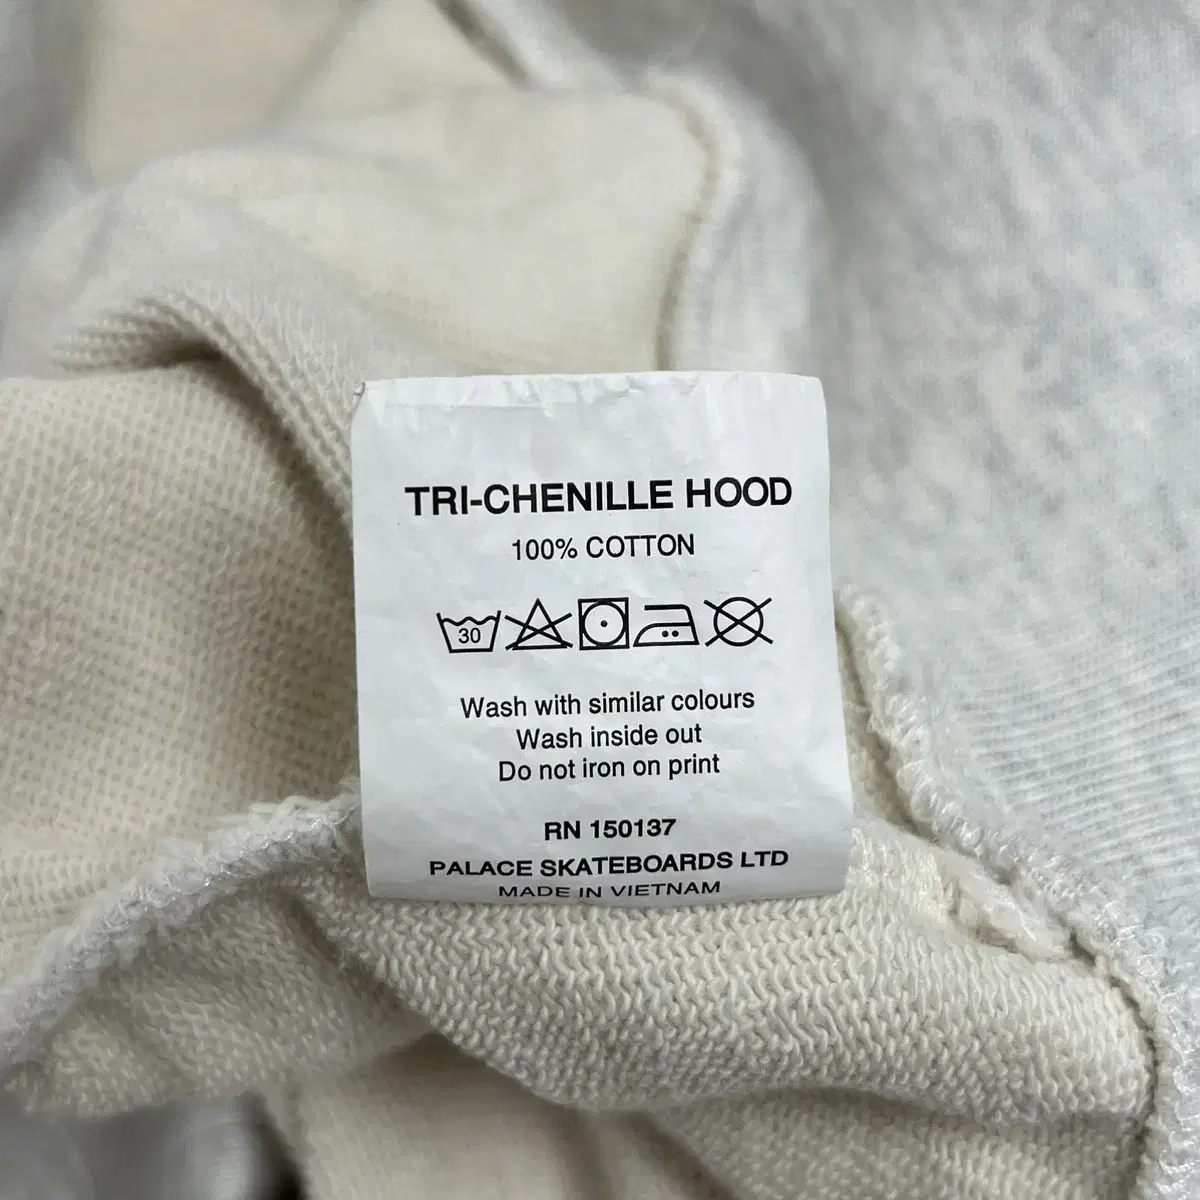 TRI-CHENILLE HOOD
100% COTTON
30
Wash with similar colours
Wash inside out
Do not iron on print
RN 150137
PALACE SKATEBOARDS LTD
MADE IN VIETNAM